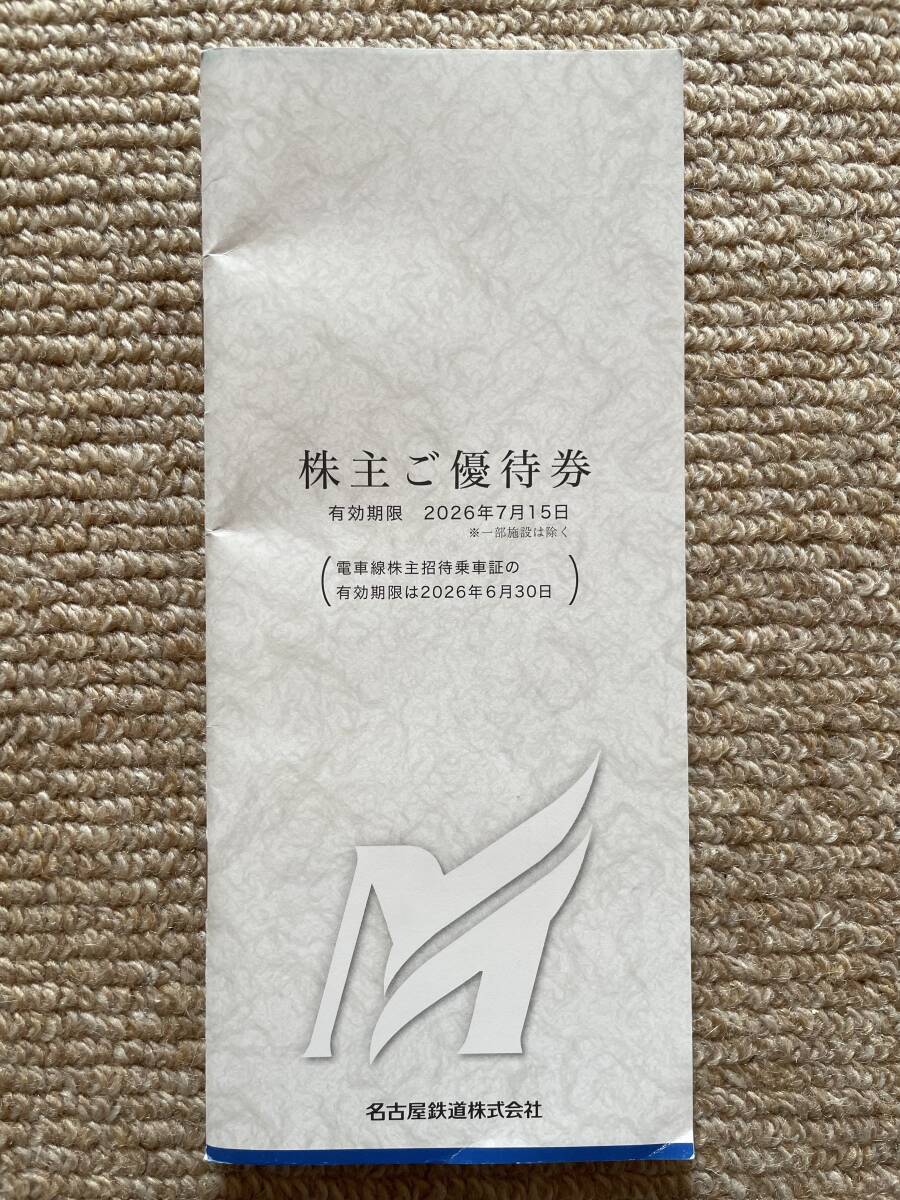 株主ご優待券
有効期限　2026年7月15日
※一部施設は除く
電車線株主招待乗車証の
有効期限は2026年6月30日
名古屋鉄道株式会社